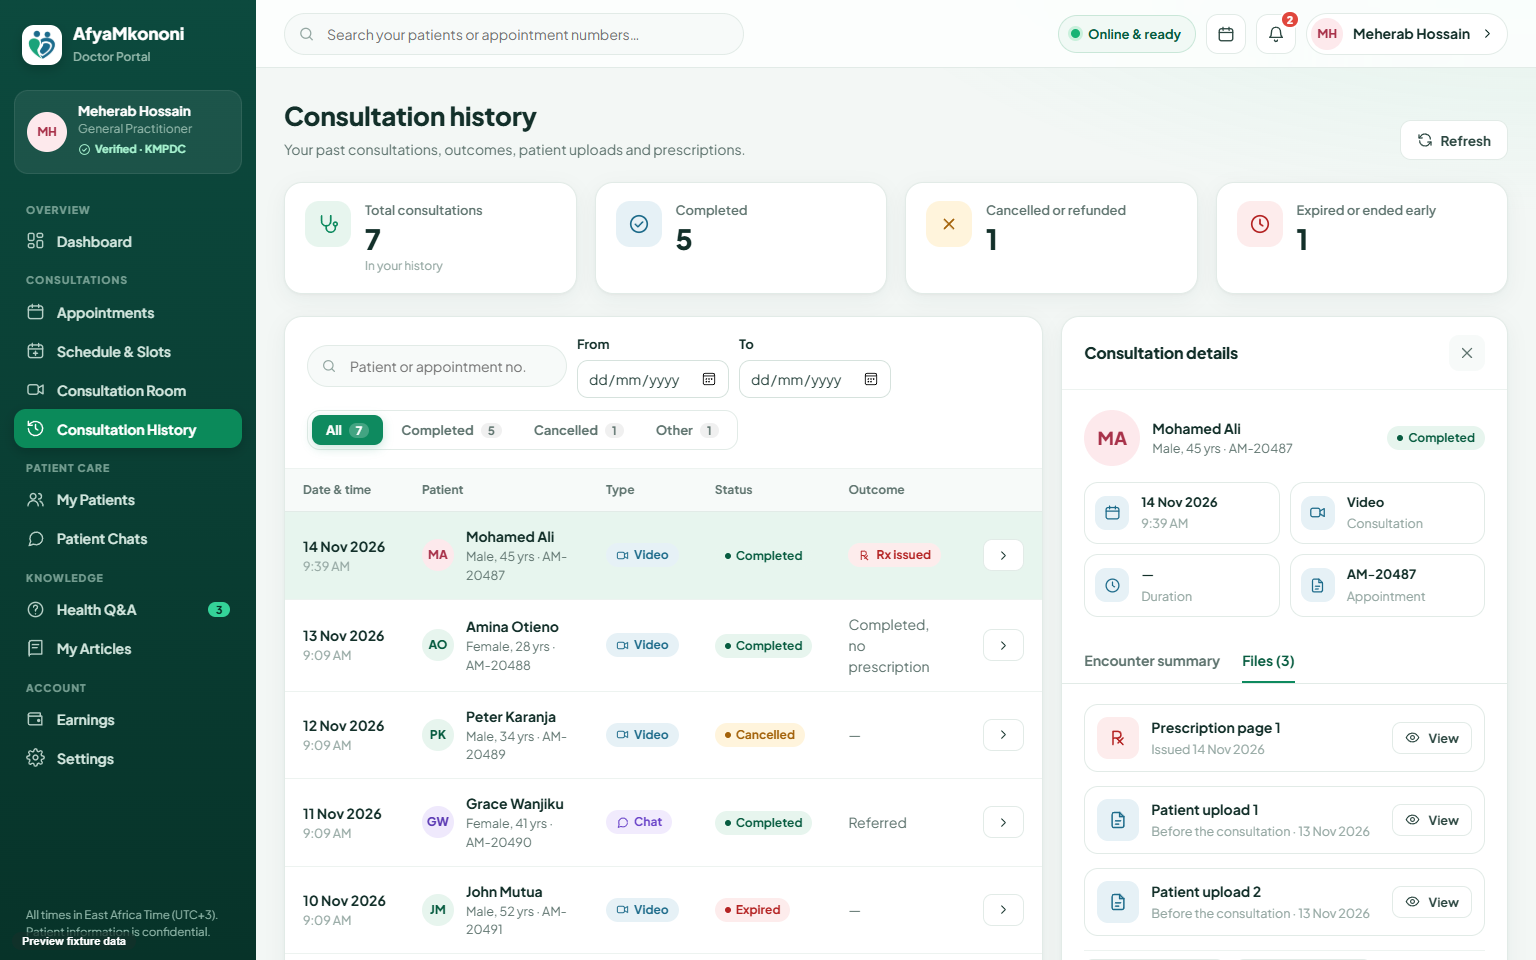 AfyaMkononi
Doctor Portal
MH
Meherab Hossain
General Practitioner
Verified · KMPDC
OVERVIEW
Dashboard
CONSULTATIONS
Appointments
Schedule & Slots
Consultation Room
Consultation History
PATIENT CARE
My Patients
Patient Chats
KNOWLEDGE
Health Q&A 3
My Articles
ACCOUNT
Earnings
Settings
All times in East Africa Time (UTC+3).
Patient information is confidential.
Preview fixture data
Search your patients or appointment numbers...
Online & ready
2
MH Meherab Hossain
Consultation history
Your past consultations, outcomes, patient uploads and prescriptions.
Refresh
Total consultations
7
In your history
Completed
5
Cancelled or refunded
1
Expired or ended early
1
Patient or appointment no.
From
dd/mm/yyyy
To
dd/mm/yyyy
All 7 Completed 5 Cancelled 1 Other 1
Date & time Patient Type Status Outcome
14 Nov 2026
9:39 AM
MA
Mohamed Ali
Male, 45 yrs · AM-
20487
Video
Completed
Rx issued
13 Nov 2026
9:09 AM
AO
Amina Otieno
Female, 28 yrs ·
AM-20488
Video
Completed
Completed,
no
prescription
12 Nov 2026
9:09 AM
PK
Peter Karanja
Male, 34 yrs · AM-
20489
Video
Cancelled
—
11 Nov 2026
9:09 AM
GW
Grace Wanjiku
Female, 41 yrs ·
AM-20490
Chat
Completed
Referred
10 Nov 2026
9:09 AM
JM
John Mutua
Male, 52 yrs · AM-
20491
Video
Expired
—
Consultation details
MA
Mohamed Ali
Male, 45 yrs · AM-20487
Completed
14 Nov 2026
9:39 AM
Video
Consultation
—
Duration
AM-20487
Appointment
Encounter summary Files (3)
Prescription page 1
Issued 14 Nov 2026
View
Patient upload 1
Before the consultation · 13 Nov 2026
View
Patient upload 2
Before the consultation · 13 Nov 2026
View